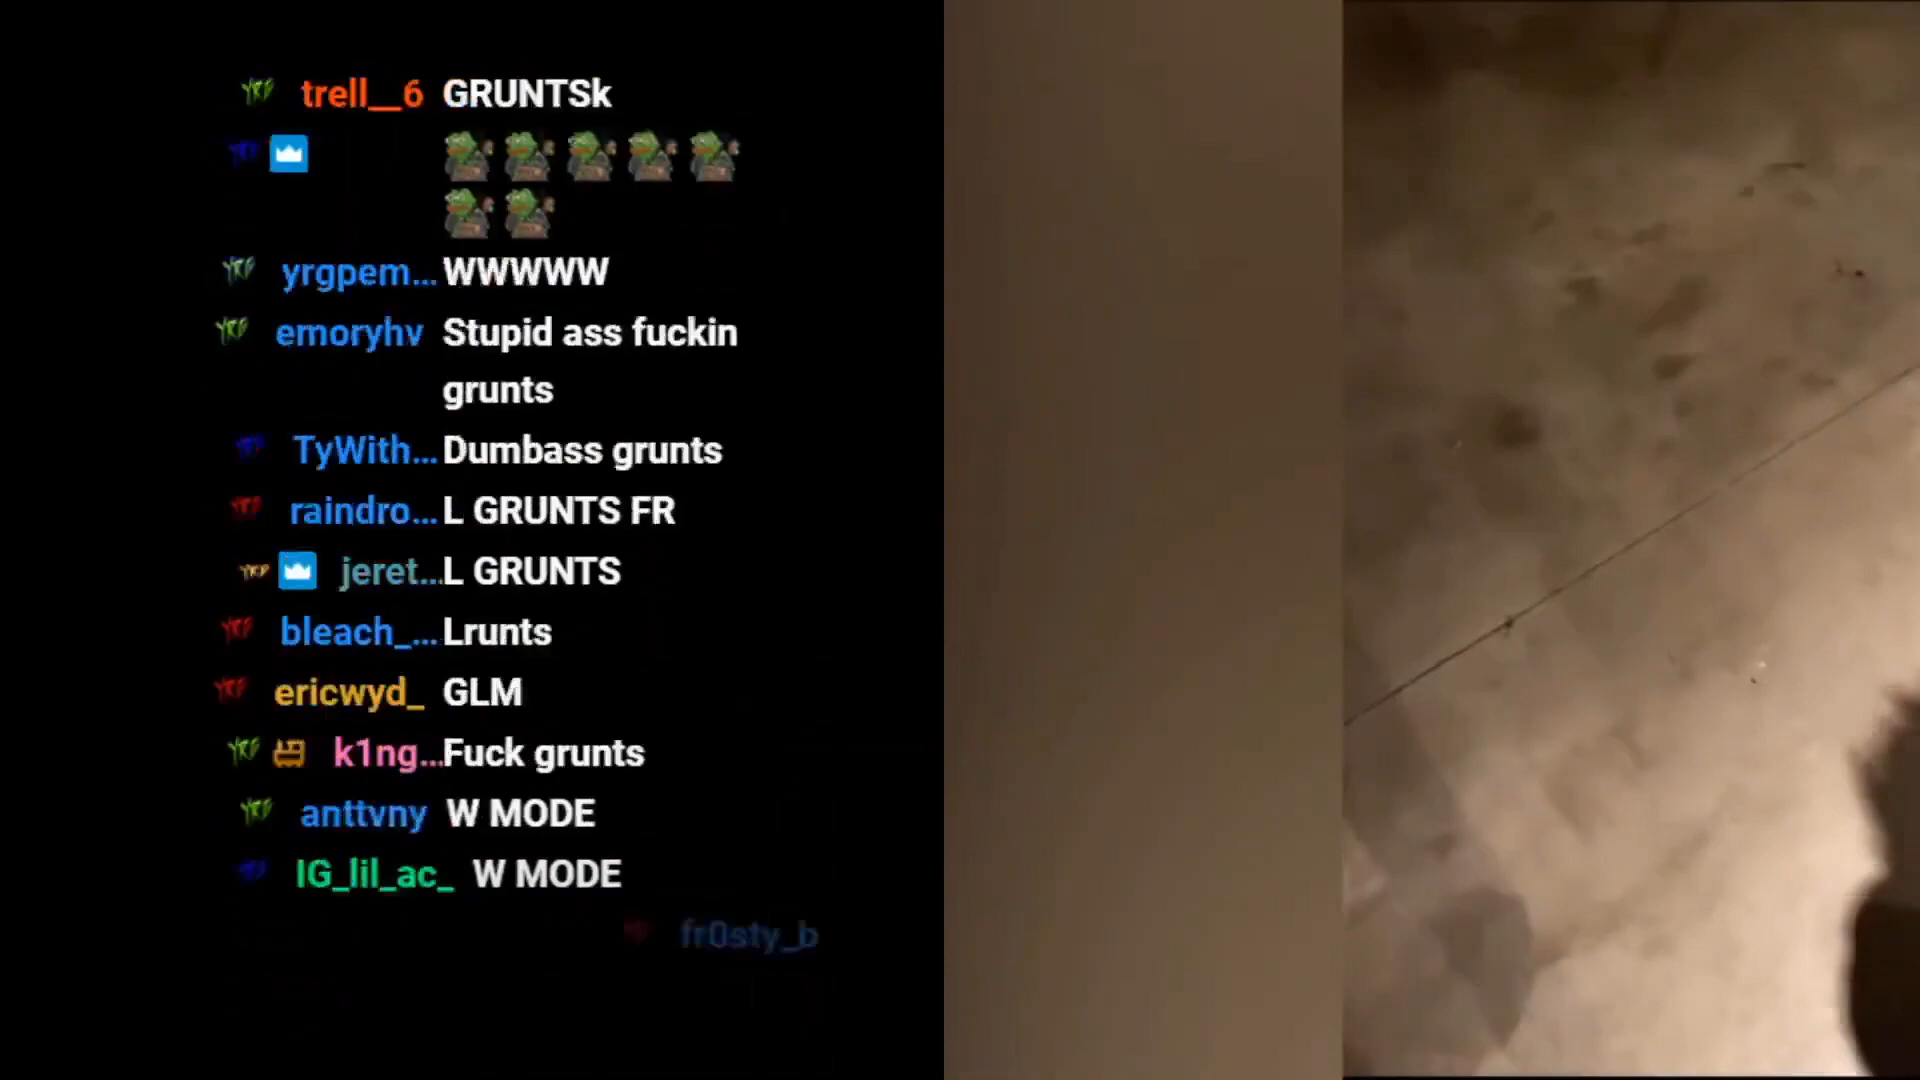 trell__6 GRUNTSk
yrgpem... WWWWW
emoryhv Stupid ass fuckin
grunts
TyWith... Dumbass grunts
raindro... L GRUNTS FR
jeret... L GRUNTS
bleach_... Lrunts
ericwyd_ GLM
k1ng... Fuck grunts
anttvny W MODE
IG_lil_ac_ W MODE
fr0sty_b